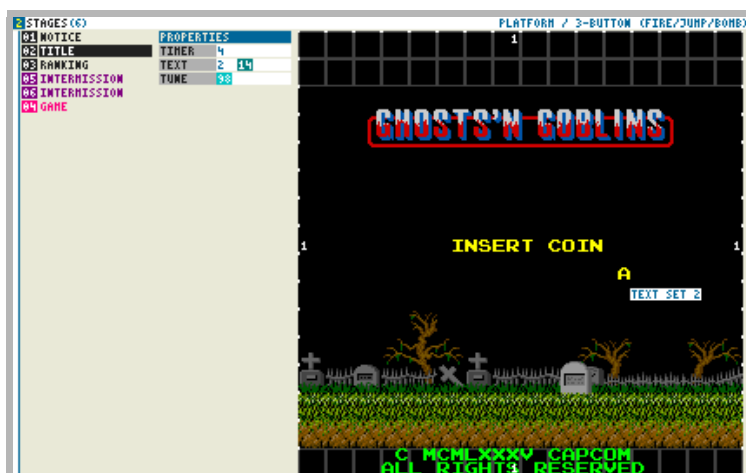 2 STAGES(6)
PLATFORM / 3-BUTTON (FIRE/JUMP/BOMB)
01 NOTICE
02 TITLE
03 RANKING
05 INTERMISSION
06 INTERMISSION
04 GAME
PROPERTIES
TIMER 4
TEXT 2 14
TUNE 98
1
GHOSTS'N GOBLINS
1
1
INSERT COIN
A
TEXT SET 2
C MCMLXXXV CAPCOM
ALL RIGHTS RESERVED
1